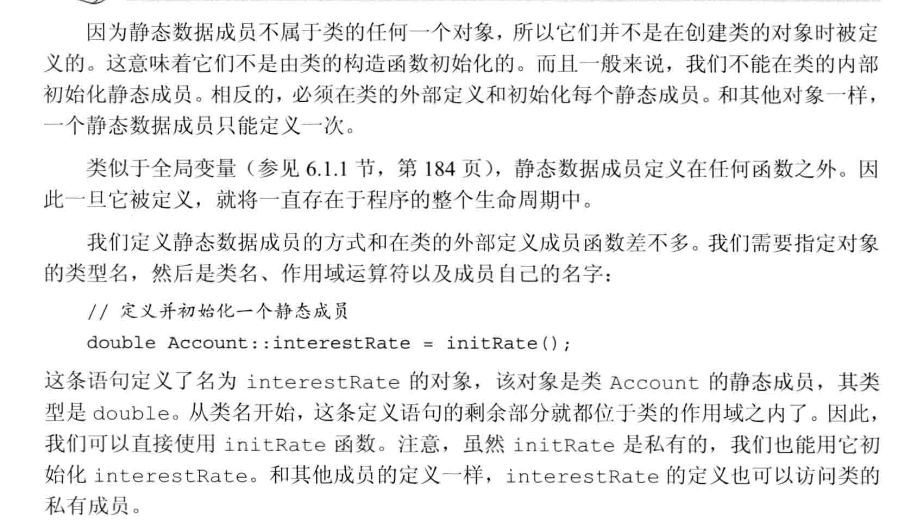 因为静态数据成员不属于类的任何一个对象，所以它们并不是在创建类的对象时被定
义的。这意味着它们不是由类的构造函数初始化的。而且一般来说，我们不能在类的内部
初始化静态成员。相反的，必须在类的外部定义和初始化每个静态成员。和其他对象一样，
一个静态数据成员只能定义一次。
类似于全局变量（参见 6.1.1 节，第 184 页），静态数据成员定义在任何函数之外。因
此一旦它被定义，就将一直存在于程序的整个生命周期中。
我们定义静态数据成员的方式和在类的外部定义成员函数差不多。我们需要指定对象
的类型名，然后是类名、作用域运算符以及成员自己的名字：
// 定义并初始化一个静态成员
double Account::interestRate = initRate();
这条语句定义了名为 interestRate 的对象，该对象是类 Account 的静态成员，其类
型是 double。从类名开始，这条定义语句的剩余部分就都位于类的作用域之内了。因此，
我们可以直接使用 initRate 函数。注意，虽然 initRate 是私有的，我们也能用它初
始化 interestRate。和其他成员的定义一样，interestRate 的定义也可以访问类的
私有成员。